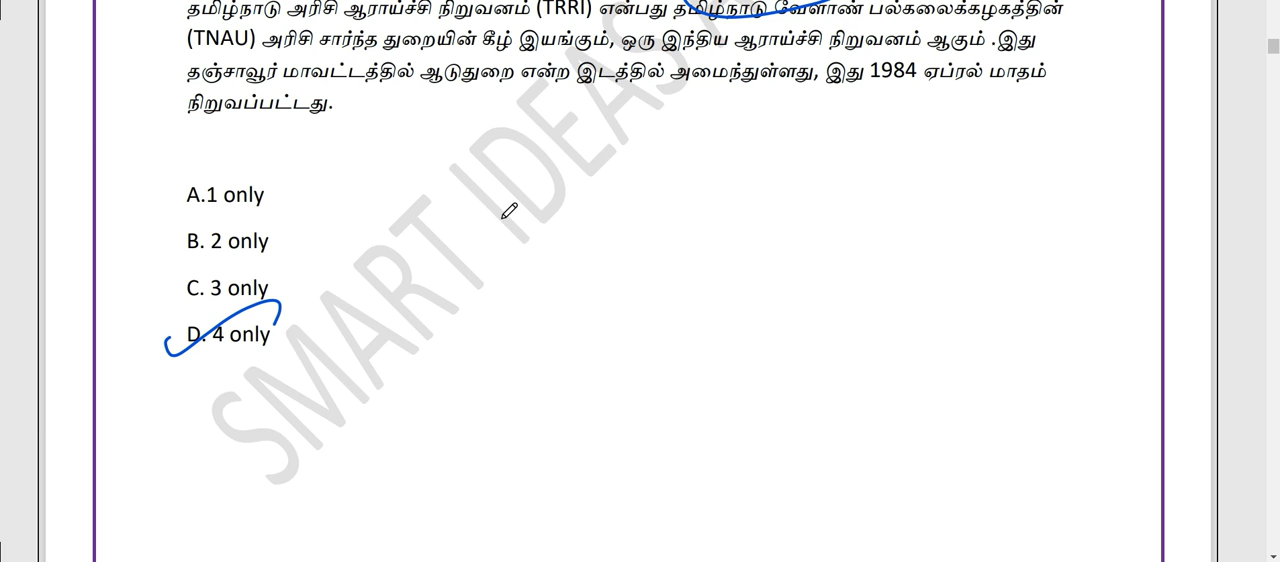 தமிழ்நாடு அரிசி ஆராய்ச்சி நிறுவனம் (TRRI) என்பது தமிழ்நாடு வேளாண் பல்கலைக்கழகத்தின்
(TNAU) அரிசி சார்ந்த துறையின் கீழ் இயங்கும், ஒரு இந்திய ஆராய்ச்சி நிறுவனம் ஆகும் .இது
தஞ்சாவூர் மாவட்டத்தில் ஆடுதுறை என்ற இடத்தில் அமைந்துள்ளது, இது 1984 ஏப்ரல் மாதம்
நிறுவப்பட்டது.
A.1 only
B. 2 only
C. 3 only
D. 4 only
SMART IDEAS